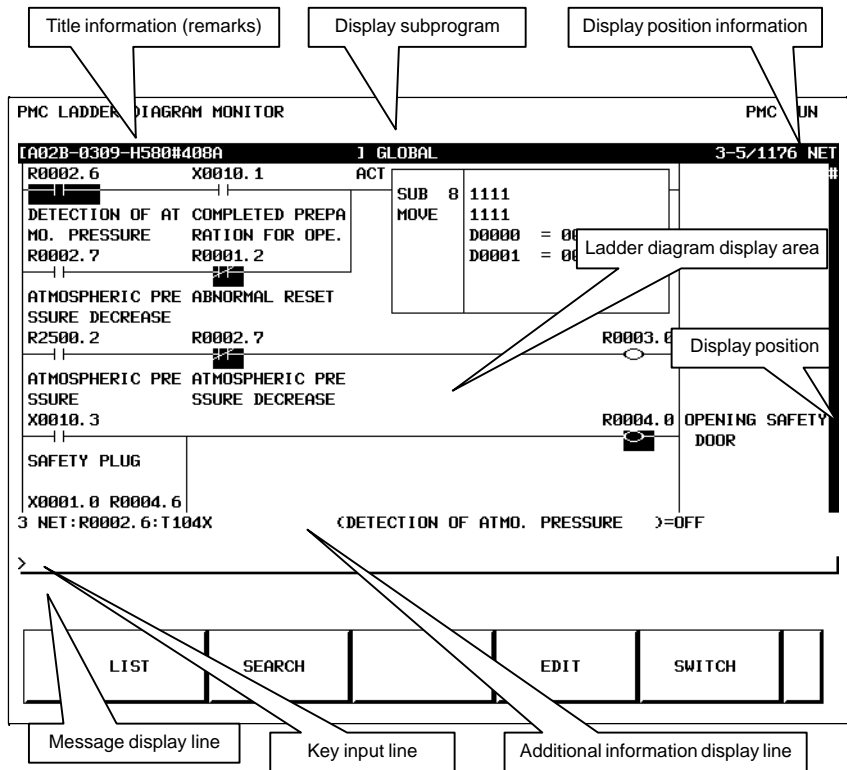 Title information (remarks) Display subprogram Display position information
PMC LADDER DIAGRAM MONITOR PMC UN
[A02B-0309-H580#408A ] GLOBAL 3-5/1176 NET
R0002.6 X0010.1 ACT #
SUB 8 1111
DETECTION OF AT COMPLETED PREPA MOVE 1111
MO. PRESSURE RATION FOR OPE. D0000 = 00
R0002.7 R0001.2 D0001 = 00
Ladder diagram display area
ATMOSPHERIC PRE ABNORMAL RESET
SSURE DECREASE
R2500.2 R0002.7 R0003.0
Display position
ATMOSPHERIC PRE ATMOSPHERIC PRE
SSURE SSURE DECREASE
X0010.3 R0004.0 OPENING SAFETY
DOOR
SAFETY PLUG
X0001.0 R0004.6
3 NET:R0002.6:T104X (DETECTION OF ATMO. PRESSURE )=OFF
>
LIST SEARCH EDIT SWITCH
Message display line Key input line Additional information display line